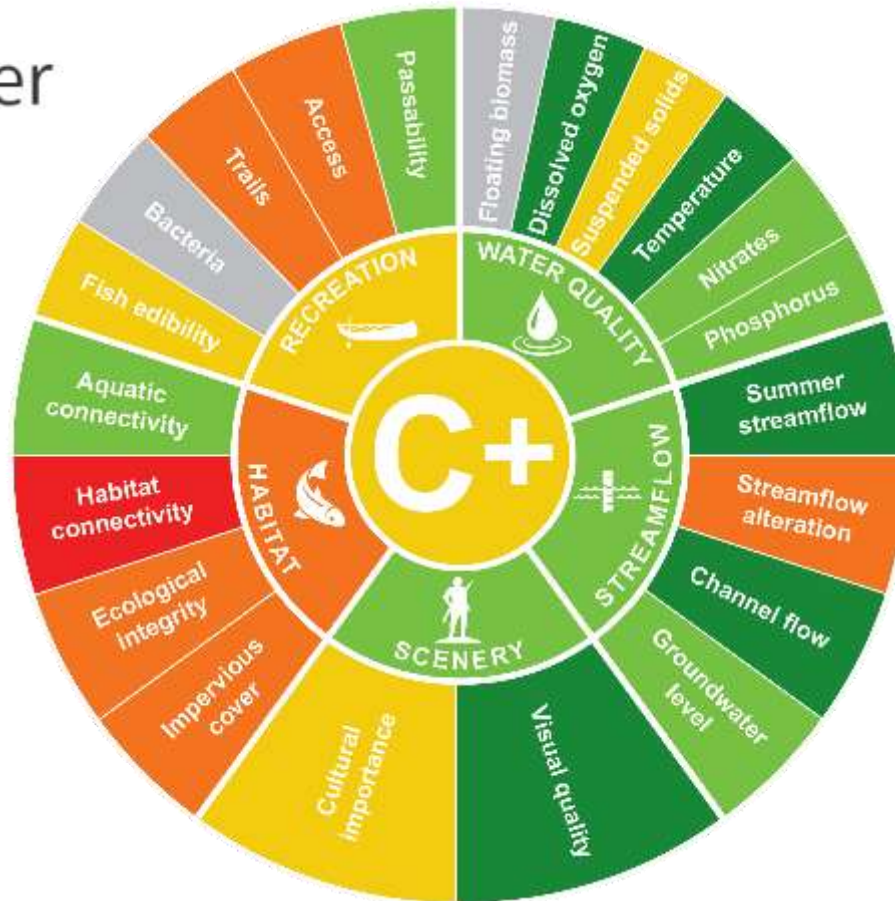 er
Floating biomass
Dissolved oxygen
Suspended solids
Temperature
Nitrates
Phosphorus
Summer
streamflow
Streamflow
alteration
Channel flow
Groundwater
level
Visual quality
Cultural
importance
Impervious
cover
Ecological
integrity
Habitat
connectivity
Aquatic
connectivity
Fish edibility
Bacteria
Trails
Access
Passability
RECREATION
WATER QUALITY
STREAMFLOW
SCENERY
HABITAT
C+